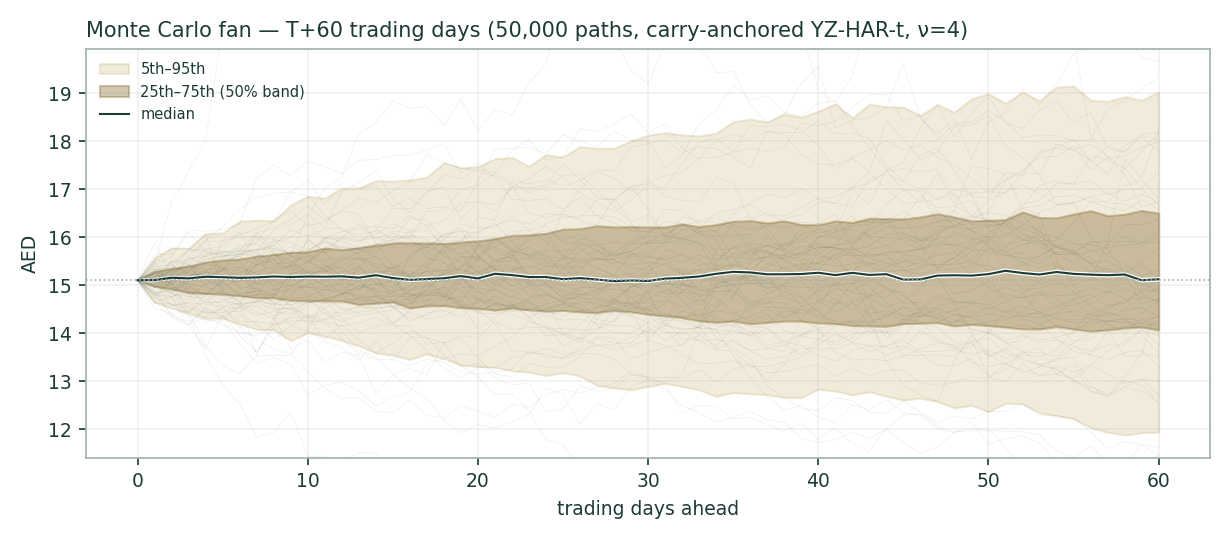 Monte Carlo fan — T+60 trading days (50,000 paths, carry-anchored YZ-HAR-t, ν=4)
5th–95th
25th–75th (50% band)
median
19
18
17
16
15
14
13
12
AED
0 10 20 30 40 50 60
trading days ahead